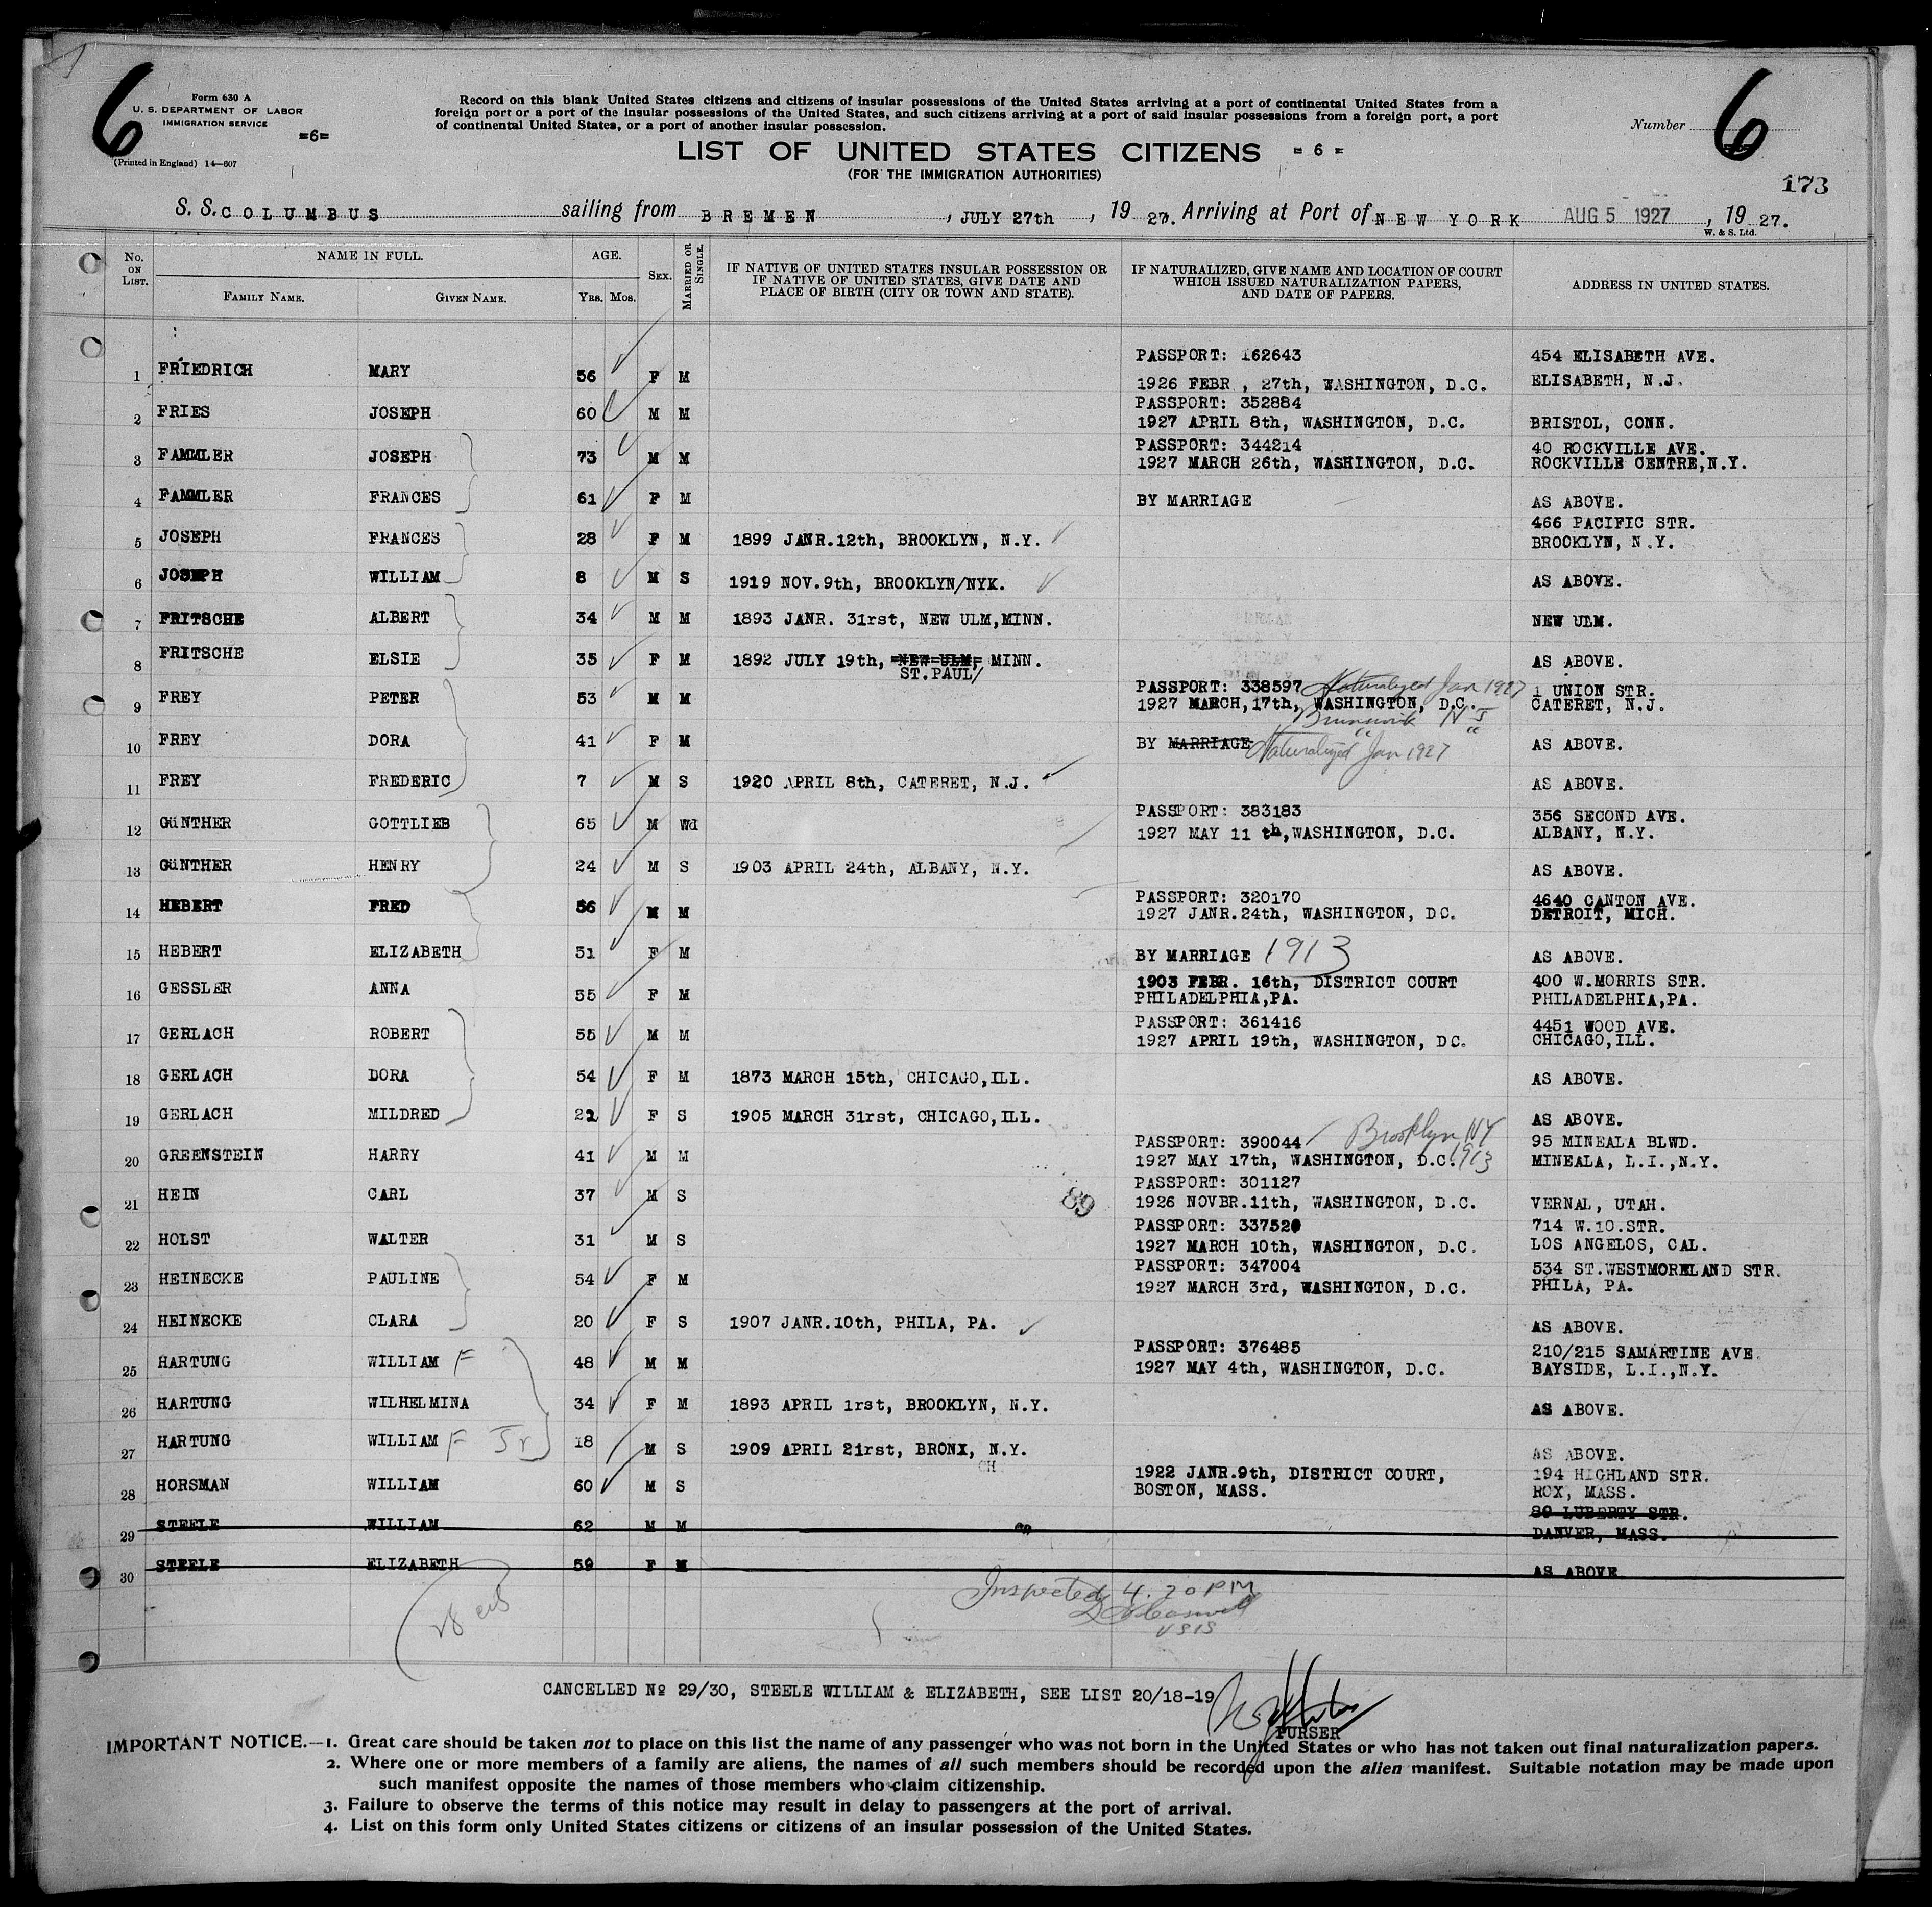 6
Form 630 A
U. S. DEPARTMENT OF LABOR
IMMIGRATION SERVICE
=6=
(Printed in England) 14—607
Record on this blank United States citizens and citizens of insular possessions of the United States arriving at a port of continental United States from a
foreign port or a port of the insular possessions of the United States, and such citizens arriving at a port of said insular possessions from a foreign port, a port
of continental United States, or a port of another insular possession.
Number 6
LIST OF UNITED STATES CITIZENS = 6 =
(FOR THE IMMIGRATION AUTHORITIES)
173
S. S. COLUMBUS sailing from BREMEN , JULY 27th , 19 27. Arriving at Port of NEW YORK AUG 5 1927 , 19 27.
W. & S. Ltd.
No. ON LIST.
NAME IN FULL.
FAMILY NAME. GIVEN NAME.
AGE.
YRS. MOS.
SEX.
MARRIED OR SINGLE.
IF NATIVE OF UNITED STATES INSULAR POSSESSION OR
IF NATIVE OF UNITED STATES, GIVE DATE AND
PLACE OF BIRTH (CITY OR TOWN AND STATE).
IF NATURALIZED, GIVE NAME AND LOCATION OF COURT
WHICH ISSUED NATURALIZATION PAPERS,
AND DATE OF PAPERS.
ADDRESS IN UNITED STATES.
PASSPORT: 162643 454 ELISABETH AVE.
1 FRIEDRICH MARY 56 F M 1926 FEBR , 27th, WASHINGTON, D.C. ELISABETH, N.J.
PASSPORT: 352884
2 FRIES JOSEPH 60 M M 1927 APRIL 8th, WASHINGTON, D.C. BRISTOL, CONN.
PASSPORT: 344214 40 ROCKVILLE AVE.
3 FAMMLER JOSEPH 73 M M 1927 MARCH 26th, WASHINGTON, D.C. ROCKVILLE CENTRE,N.Y.
4 FAMMLER FRANCES 61 F M BY MARRIAGE AS ABOVE.
466 PACIFIC STR.
5 JOSEPH FRANCES 28 F M 1899 JANR.12th, BROOKLYN, N.Y. BROOKLYN, N.Y.
6 JOSEPH WILLIAM 8 M S 1919 NOV.9th, BROOKLYN/NYK. AS ABOVE.
7 FRITSCHE ALBERT 34 M M 1893 JANR. 31rst, NEW ULM,MINN. NEW ULM.
8 FRITSCHE ELSIE 35 F M 1892 JULY 19th, NEW ULM, MINN. AS ABOVE.
ST.PAUL/
PASSPORT: 338597 Naturalized Jan 1927 1 UNION STR.
9 FREY PETER 53 M M 1927 MARCH,17th, WASHINGTON, D.C. CATERET, N.J.
Brunswick N J
10 FREY DORA 41 F M BY MARRIAGE Naturalized Jan 1927 AS ABOVE.
11 FREY FREDERIC 7 M S 1920 APRIL 8th, CATERET, N.J. AS ABOVE.
PASSPORT: 383183 356 SECOND AVE.
12 GüNTHER GOTTLIEB 65 M Wd 1927 MAY 11 th,WASHINGTON, D.C. ALBANY, N.Y.
13 GüNTHER HENRY 24 M S 1903 APRIL 24th, ALBANY, N.Y. AS ABOVE.
PASSPORT: 320170 4640 CANTON AVE.
14 HEBERT FRED 56 M M 1927 JANR.24th, WASHINGTON, DC. DETROIT, MICH.
15 HEBERT ELIZABETH 51 F M BY MARRIAGE 1913 AS ABOVE.
1903 FEBR. 16th, DISTRICT COURT 400 W.MORRIS STR.
16 GESSLER ANNA 55 F M PHILADELPHIA,PA. PHILADELPHIA,PA.
PASSPORT: 361416 4451 WOOD AVE.
17 GERLACH ROBERT 55 M M 1927 APRIL 19th, WASHINGTON, DC. CHICAGO,ILL.
18 GERLACH DORA 54 F M 1873 MARCH 15th, CHICAGO,ILL. AS ABOVE.
19 GERLACH MILDRED 22 F S 1905 MARCH 31rst, CHICAGO,ILL. AS ABOVE.
PASSPORT: 390044 Brooklyn NY 95 MINEALA BLWD.
20 GREENSTEIN HARRY 41 M M 1927 MAY 17th, WASHINGTON, D.C. 1913 MINEALA, L.I.,N.Y.
PASSPORT: 301127
21 HEIN CARL 37 M S 89 1926 NOVBR.11th, WASHINGTON, D.C. VERNAL, UTAH.
PASSPORT: 337520 714 W.10.STR.
22 HOLST WALTER 31 M S 1927 MARCH 10th, WASHINGTON, D.C. LOS ANGELOS, CAL.
PASSPORT: 347004 534 ST.WESTMORELAND STR.
23 HEINECKE PAULINE 54 F M 1927 MARCH 3rd, WASHINGTON, D.C. PHILA, PA.
24 HEINECKE CLARA 20 F S 1907 JANR.10th, PHILA, PA. AS ABOVE.
PASSPORT: 376485 210/215 SAMARTINE AVE.
25 HARTUNG WILLIAM F 48 M M 1927 MAY 4th, WASHINGTON, D.C. BAYSIDE, L.I.,N.Y.
26 HARTUNG WILHELMINA 34 F M 1893 APRIL 1rst, BROOKLYN, N.Y. AS ABOVE.
27 HARTUNG WILLIAM F Jr 18 M S 1909 APRIL 21rst, BRONX, N.Y. AS ABOVE.
CH
1922 JANR.9th, DISTRICT COURT, 194 HIGHLAND STR.
28 HORSMAN WILLIAM 60 M S BOSTON, MASS. ROX, MASS.
80 LUBERTY STR.
29 STEELE WILLIAM 62 M M DANVER, MASS.
30 STEELE ELIZABETH 59 F M AS ABOVE
Inspected 4.20 PM
28
USIS
CANCELLED Nº 29/30, STEELE WILLIAM & ELIZABETH, SEE LIST 20/18-19
PURSER
IMPORTANT NOTICE.—1. Great care should be taken not to place on this list the name of any passenger who was not born in the United States or who has not taken out final naturalization papers.
2. Where one or more members of a family are aliens, the names of all such members should be recorded upon the alien manifest. Suitable notation may be made upon
such manifest opposite the names of those members who claim citizenship.
3. Failure to observe the terms of this notice may result in delay to passengers at the port of arrival.
4. List on this form only United States citizens or citizens of an insular possession of the United States.